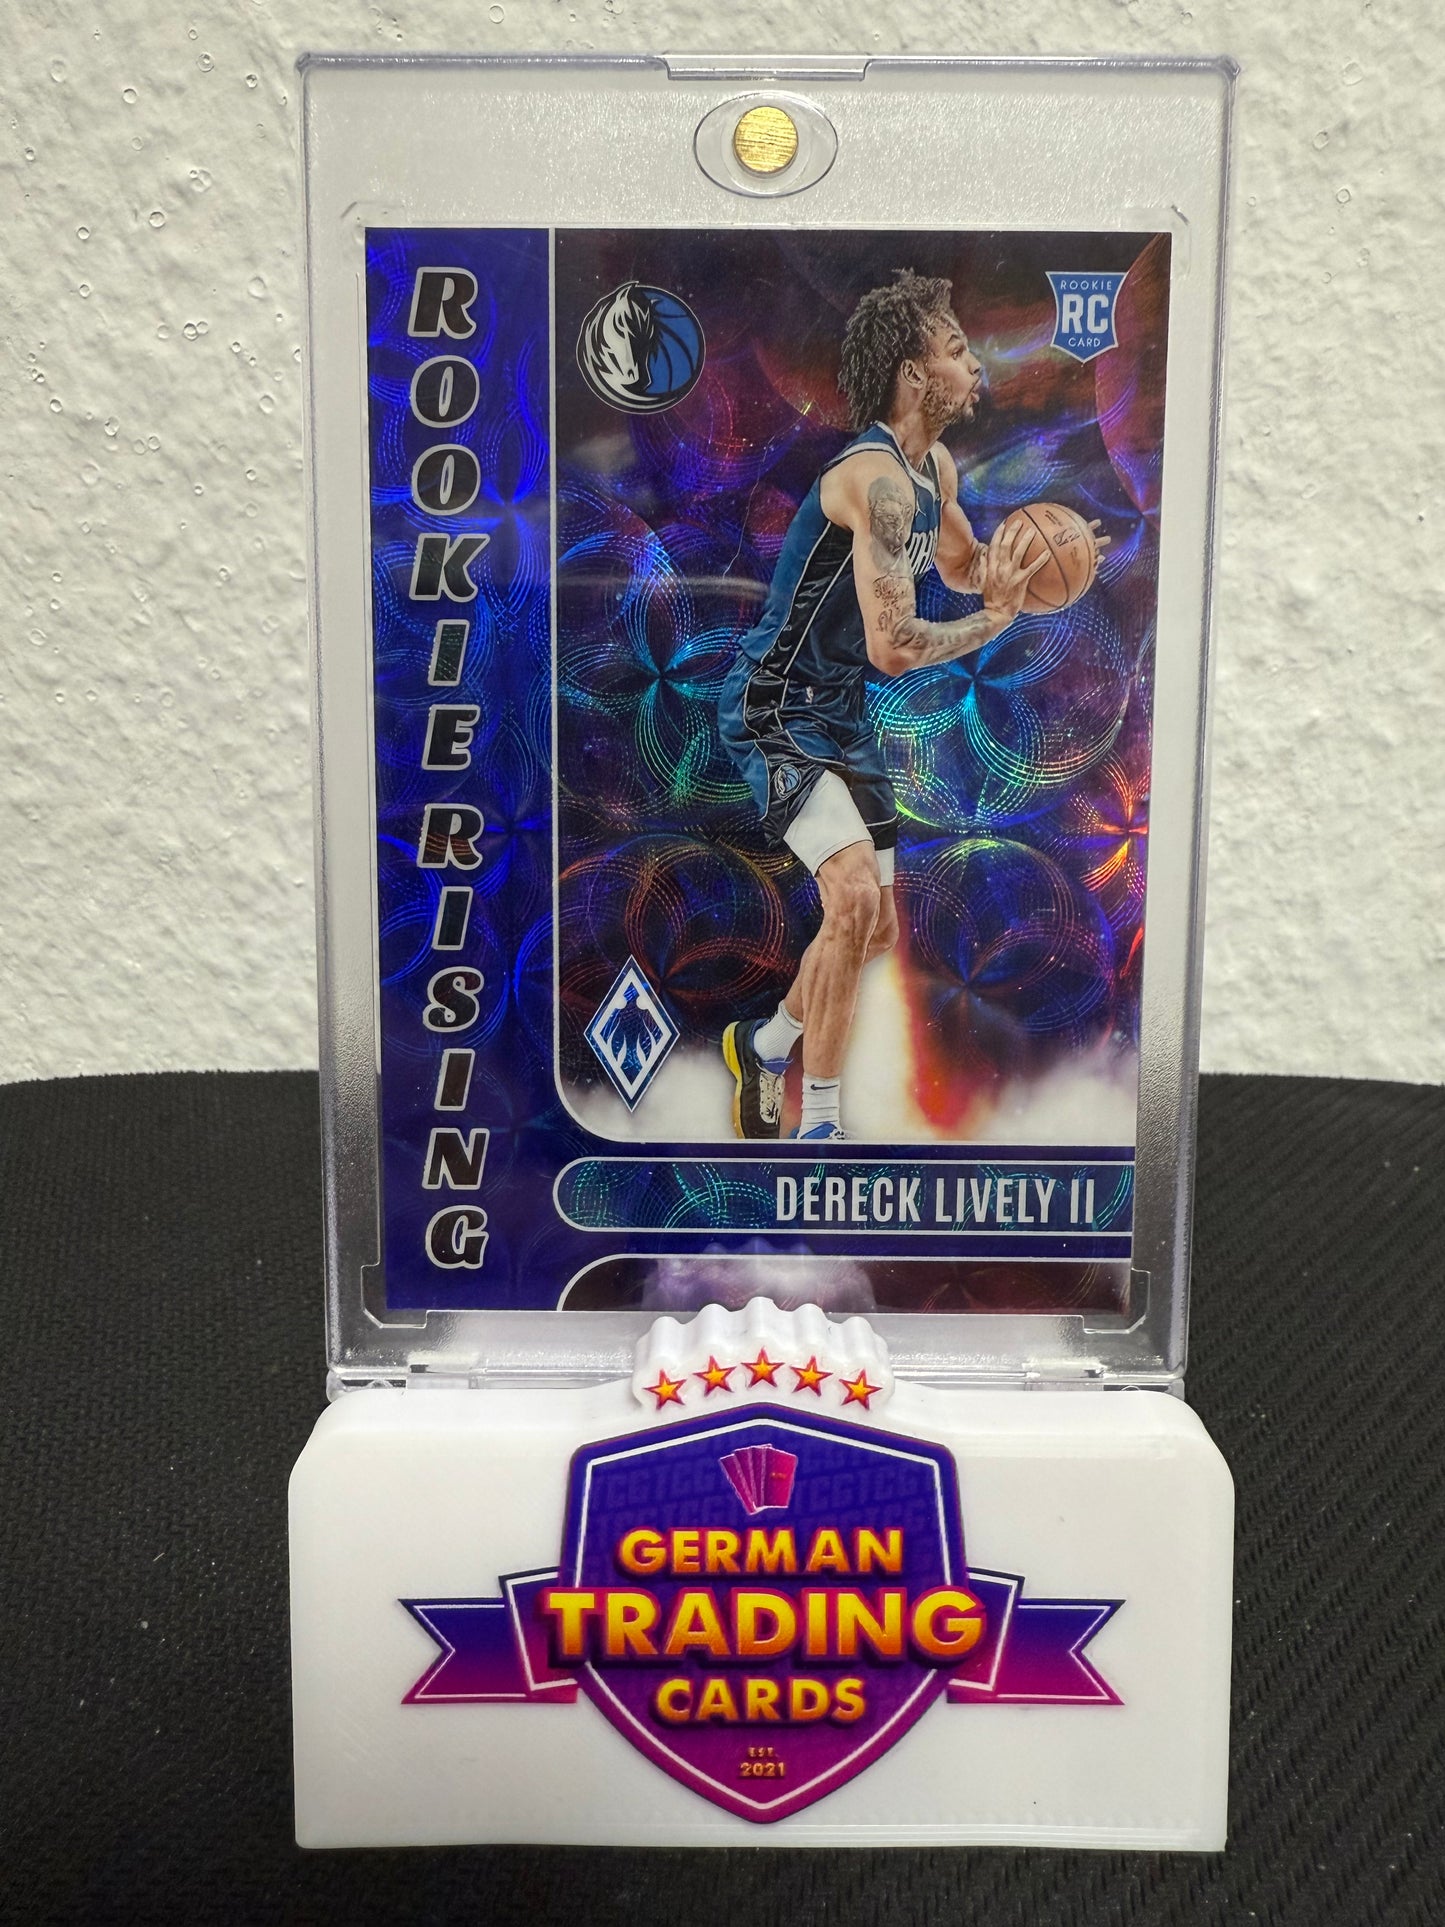 ROOKIE RISING
ROOKIE
RC
CARD
DERECK LIVELY II
GERMAN
TRADING
CARDS
EST.
2021